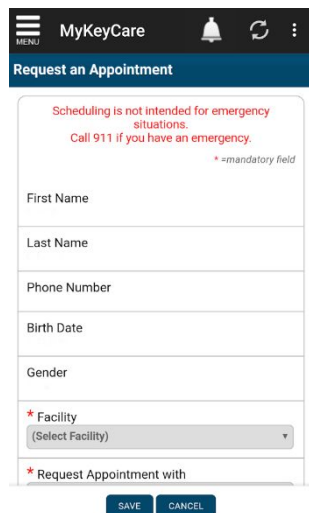 MENU MyKeyCare
Request an Appointment
Scheduling is not intended for emergency
situations.
Call 911 if you have an emergency.
* =mandatory field
First Name
Last Name
Phone Number
Birth Date
Gender
* Facility
(Select Facility)
* Request Appointment with
SAVE CANCEL